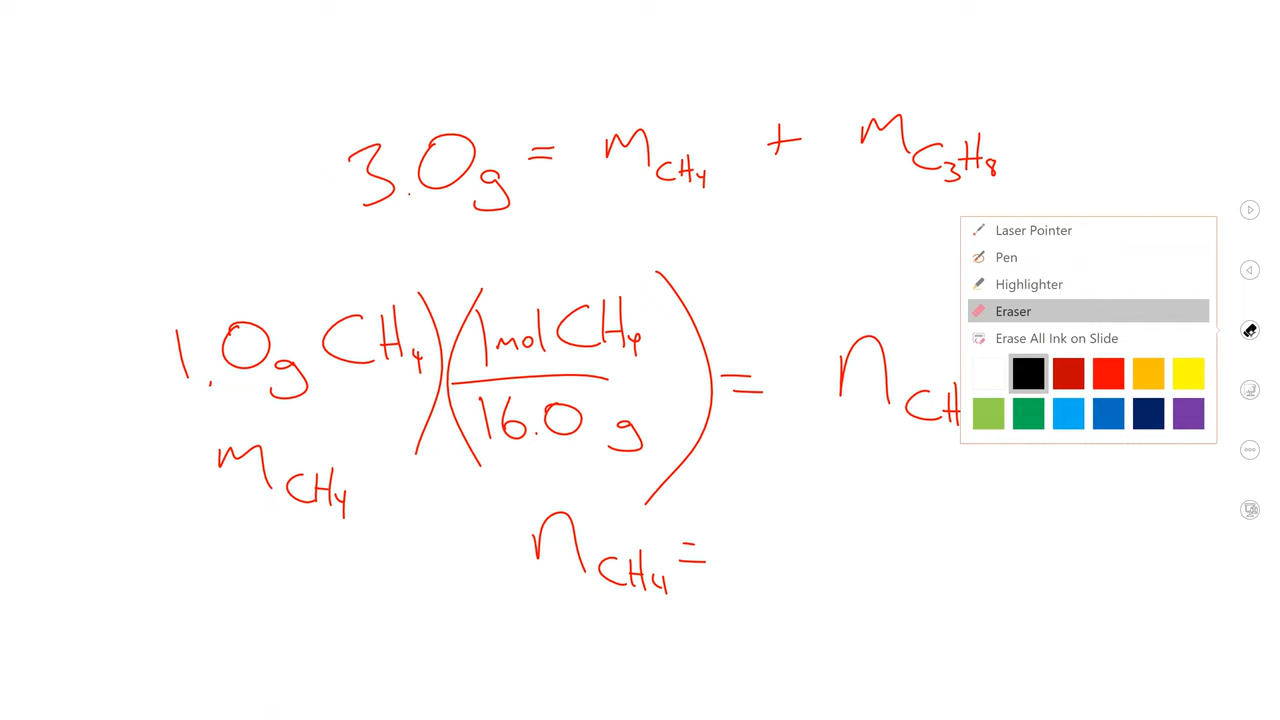 3.0g = mCH4 + mC3H8
1.0g CH4)(1 mol CH4
16.0 g) = nCH
mCH4
nCH4 =
Laser Pointer
Pen
Highlighter
Eraser
Erase All Ink on Slide